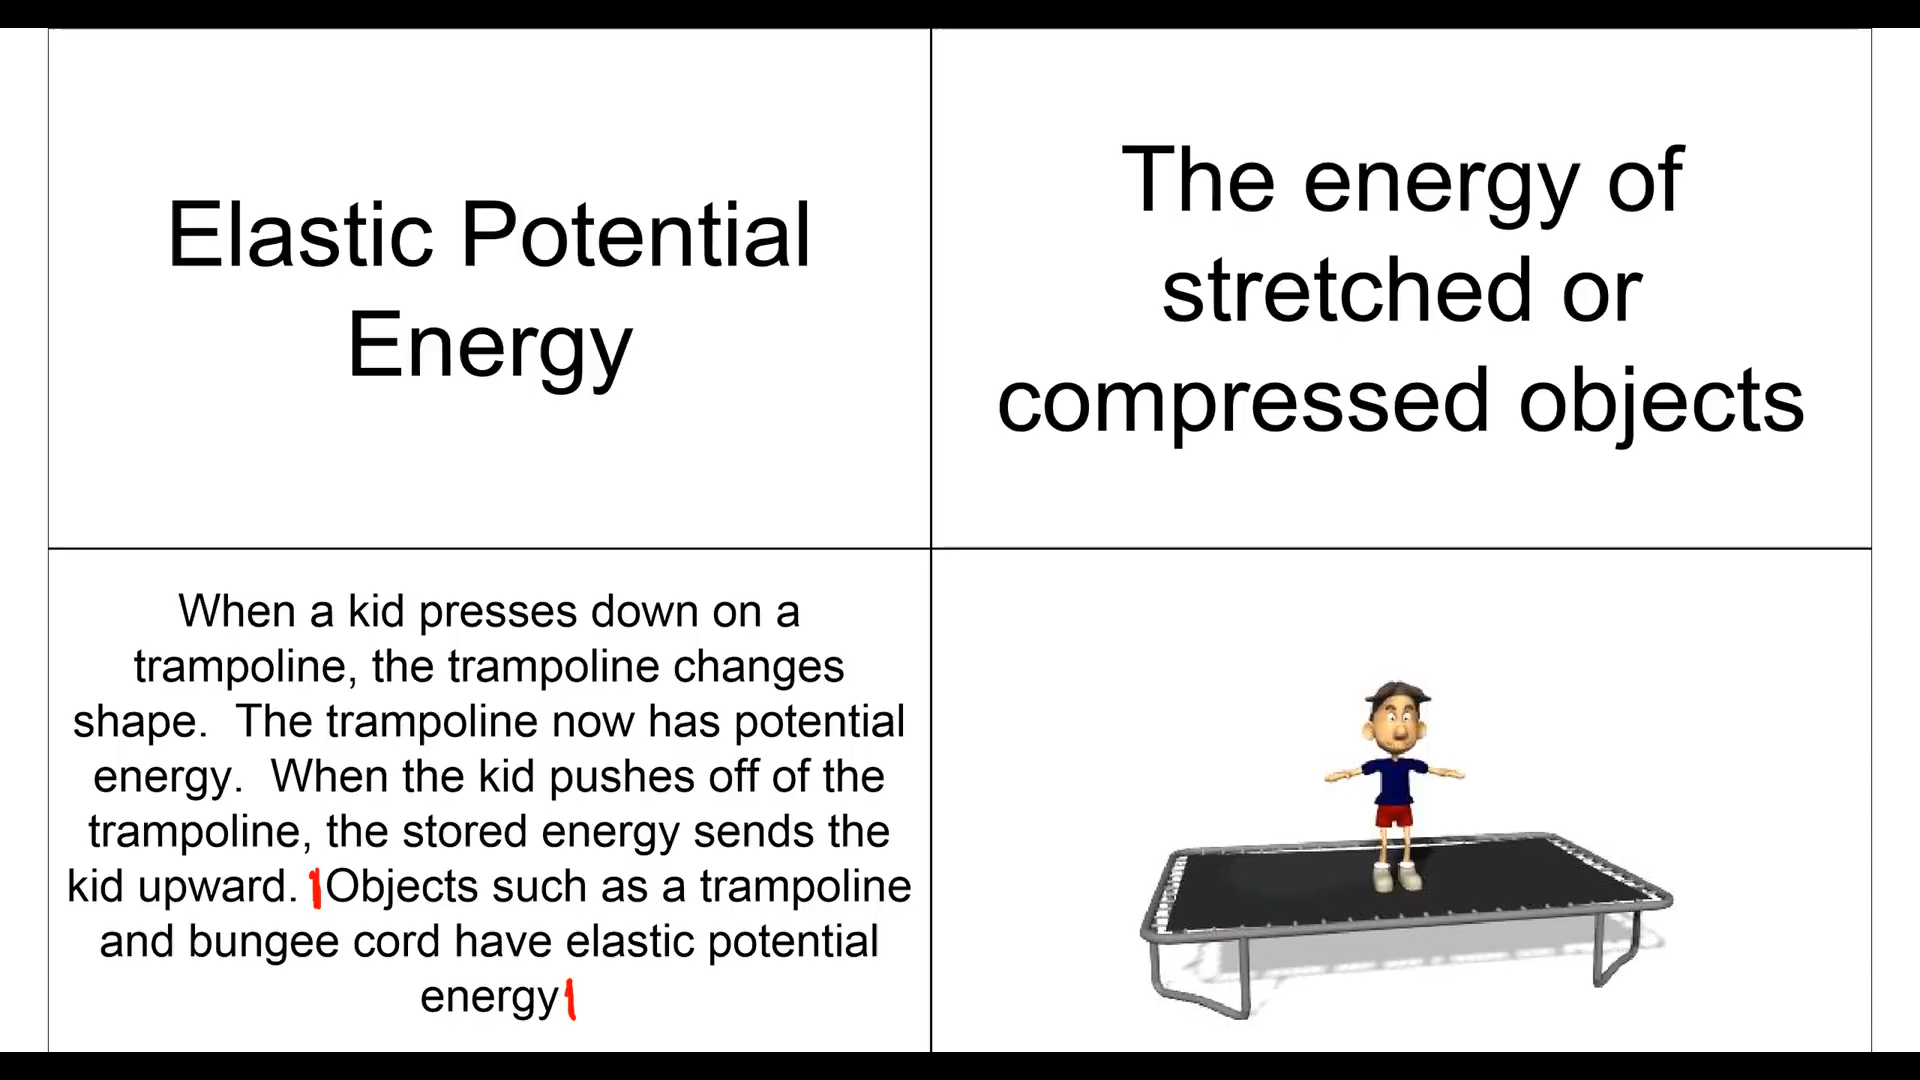 Elastic Potential
Energy
The energy of
stretched or
compressed objects
When a kid presses down on a
trampoline, the trampoline changes
shape.  The trampoline now has potential
energy.  When the kid pushes off of the
trampoline, the stored energy sends the
kid upward. Objects such as a trampoline
and bungee cord have elastic potential
energy